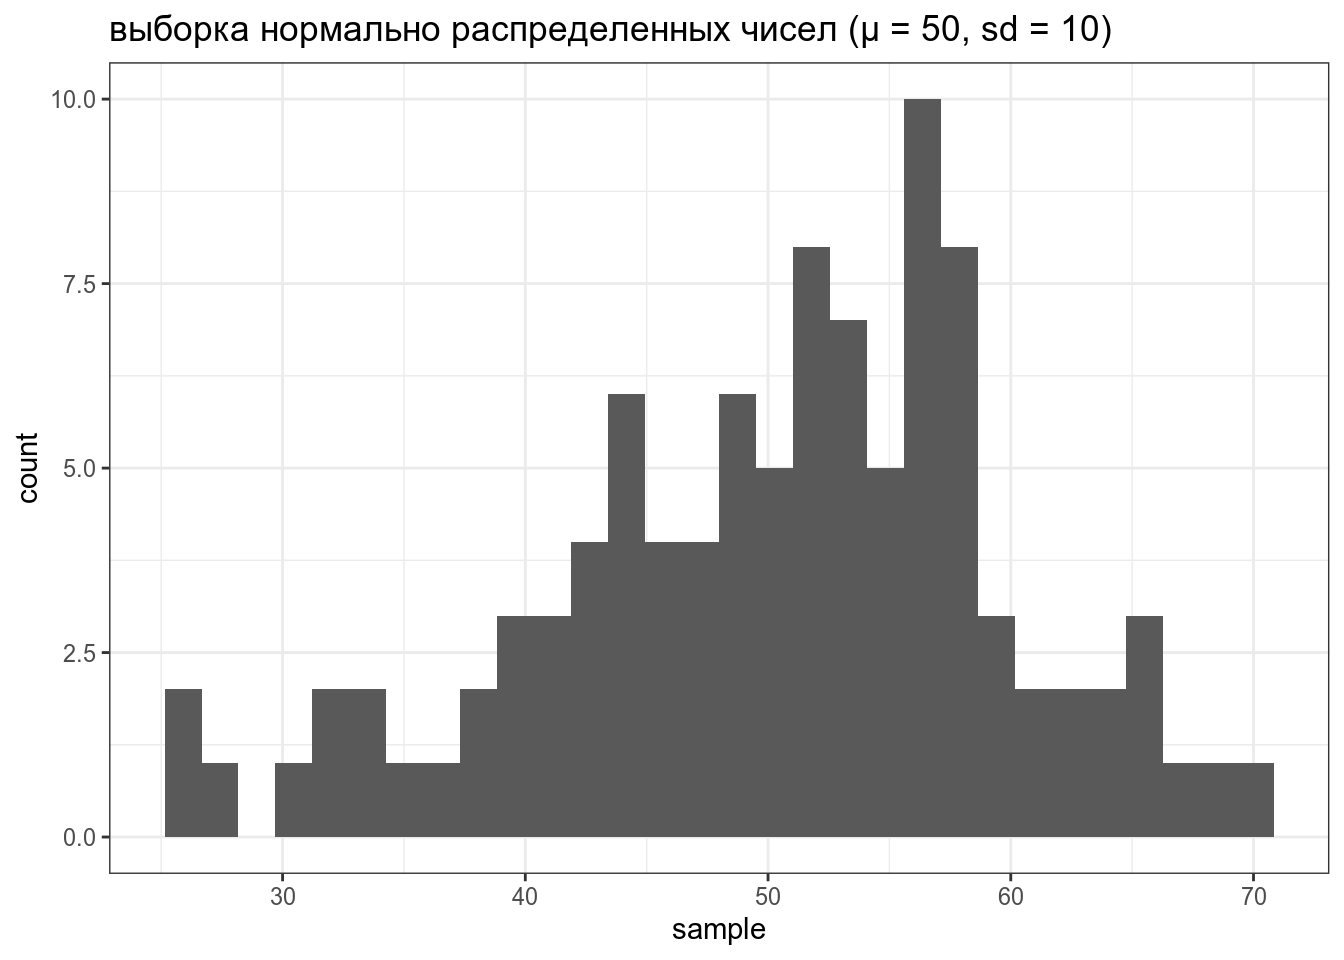 выборка нормально распределенных чисел (μ = 50, sd = 10)
10.0
7.5
5.0
2.5
0.0
count
30 40 50 60 70
sample